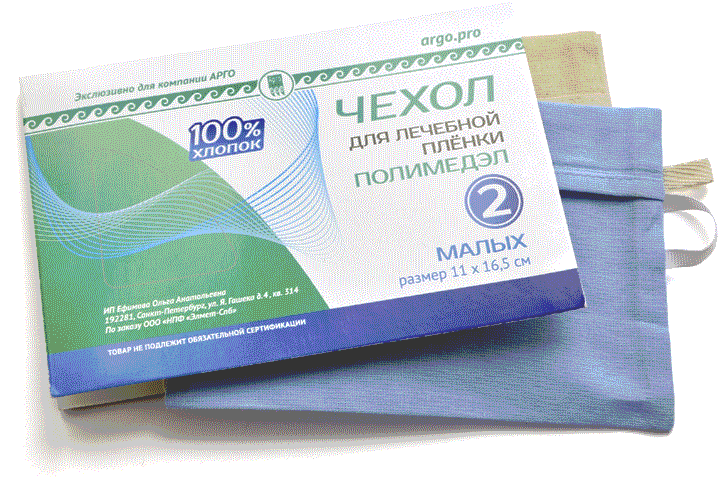 Эксклюзивно для компании АРГО
argo.pro
100%
ХЛОПОК
ЧЕХОЛ
ДЛЯ ЛЕЧЕБНОЙ
ПЛЁНКИ
ПОЛИМЕДЭЛ
2
МАЛЫХ
размер 11 х 16,5 см
ИП Ефимова Ольга Анатольевна
192281, Санкт-Петербург, ул. Я. Гашека д.4, кв. 314
По заказу ООО «НПФ «Элмет-Спб»
ТОВАР НЕ ПОДЛЕЖИТ ОБЯЗАТЕЛЬНОЙ СЕРТИФИКАЦИИ